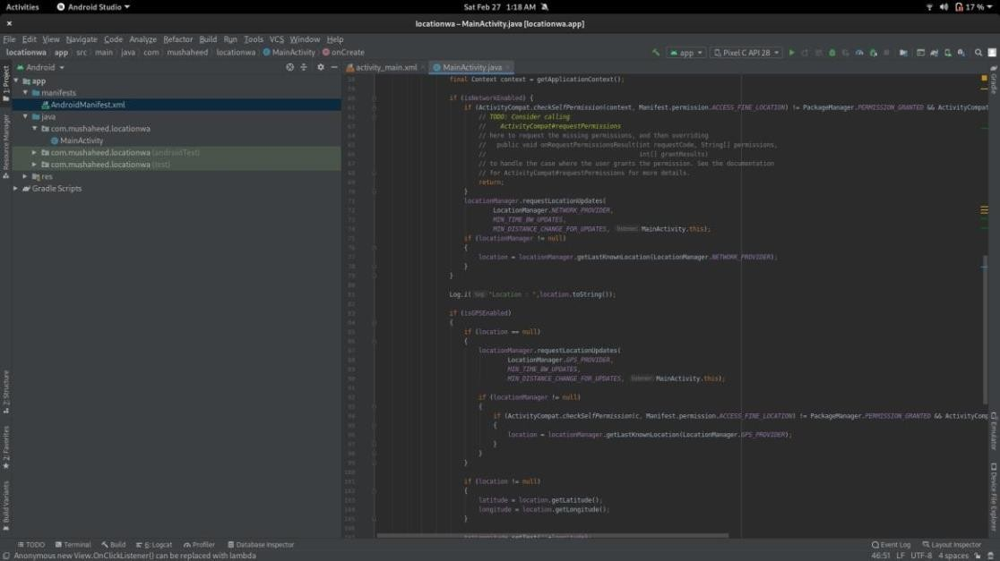 Activities Android Studio Sat Feb 27 1:18 AM 17 %
locationwa – MainActivity.java [locationwa.app]
File Edit View Navigate Code Analyze Refactor Build Run Tools VCS Window Help
locationwa app src main java com mushaheed locationwa MainActivity onCreate app Pixel C API 28
Android activity_main.xml MainActivity.java
1: Project
Resource Manager
2: Structure
2: Favorites
Build Variants
app
manifests
AndroidManifest.xml
java
com.mushaheed.locationwa
MainActivity
com.mushaheed.locationwa (androidTest)
com.mushaheed.locationwa (test)
res
Gradle Scripts
final Context context = getApplicationContext();
if (isNetworkEnabled) {
if (ActivityCompat.checkSelfPermission(context, Manifest.permission.ACCESS_FINE_LOCATION) != PackageManager.PERMISSION_GRANTED && ActivityCompat
// TODO: Consider calling
// ActivityCompat#requestPermissions
// here to request the missing permissions, and then overriding
// public void onRequestPermissionsResult(int requestCode, String[] permissions,
// int[] grantResults)
// to handle the case where the user grants the permission. See the documentation
// for ActivityCompat#requestPermissions for more details.
return;
}
locationManager.requestLocationUpdates(
LocationManager.NETWORK_PROVIDER,
MIN_TIME_BW_UPDATES,
MIN_DISTANCE_CHANGE_FOR_UPDATES, listener: MainActivity.this);
if (locationManager != null)
{
location = locationManager.getLastKnownLocation(LocationManager.NETWORK_PROVIDER);
}
}
Log.i( tag: "Location : ",location.toString());
if (isGPSEnabled)
{
if (location == null)
{
locationManager.requestLocationUpdates(
LocationManager.GPS_PROVIDER,
MIN_TIME_BW_UPDATES,
MIN_DISTANCE_CHANGE_FOR_UPDATES, listener: MainActivity.this);
if (locationManager != null)
{
if (ActivityCompat.checkSelfPermission(c, Manifest.permission.ACCESS_FINE_LOCATION) != PackageManager.PERMISSION_GRANTED && ActivityComp
{
location = locationManager.getLastKnownLocation(LocationManager.GPS_PROVIDER);
}
}
}
if (location != null)
{
latitude = location.getLatitude();
longitude = location.getLongitude();
}
Gradle
Emulator
Device File Explorer
TODO Terminal Build 6: Logcat Profiler Database Inspector Event Log Layout Inspector
Anonymous new View.OnClickListener() can be replaced with lambda 46:51 LF UTF-8 4 spaces